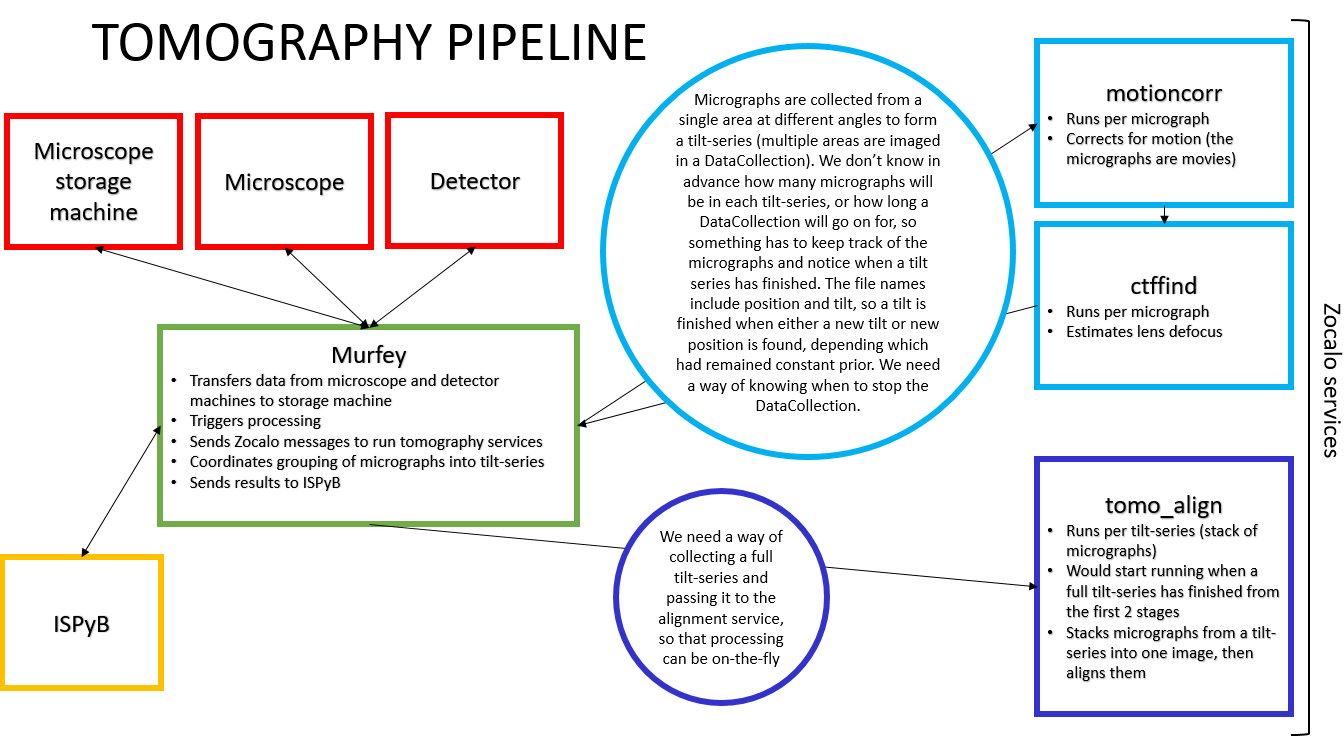 TOMOGRAPHY PIPELINE
Microscope
storage
machine
Microscope
Detector
Murfey
• Transfers data from microscope and detector
machines to storage machine
• Triggers processing
• Sends Zocalo messages to run tomography services
• Coordinates grouping of micrographs into tilt-series
• Sends results to ISPyB
ISPyB
Micrographs are collected from a
single area at different angles to form
a tilt-series (multiple areas are imaged
in a DataCollection). We don’t know in
advance how many micrographs will
be in each tilt-series, or how long a
DataCollection will go on for, so
something has to keep track of the
micrographs and notice when a tilt
series has finished. The file names
include position and tilt, so a tilt is
finished when either a new tilt or new
position is found, depending which
had remained constant prior. We need
a way of knowing when to stop the
DataCollection.
We need a way of
collecting a full
tilt-series and
passing it to the
alignment service,
so that processing
can be on-the-fly
motioncorr
• Runs per micrograph
• Corrects for motion (the
micrographs are movies)
ctffind
• Runs per micrograph
• Estimates lens defocus
tomo_align
• Runs per tilt-series (stack of
micrographs)
• Would start running when a
full tilt-series has finished from
the first 2 stages
• Stacks micrographs from a tilt-
series into one image, then
aligns them
Zocalo services